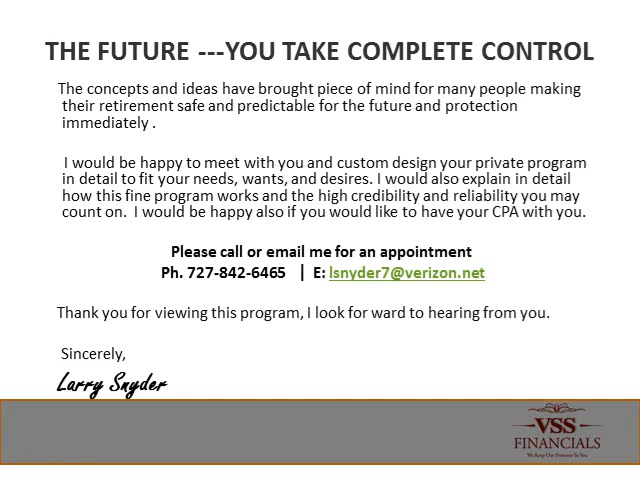 THE FUTURE ---YOU TAKE COMPLETE CONTROL
The concepts and ideas have brought piece of mind for many people making
their retirement safe and predictable for the future and protection
immediately .
I would be happy to meet with you and custom design your private program
in detail to fit your needs, wants, and desires. I would also explain in detail
how this fine program works and the high credibility and reliability you may
count on.  I would be happy also if you would like to have your CPA with you.
Please call or email me for an appointment
Ph. 727-842-6465 | E: lsnyder7@verizon.net
Thank you for viewing this program, I look for ward to hearing from you.
Sincerely,
Larry Snyder
VSS
FINANCIALS
We Keep Our Promises To You